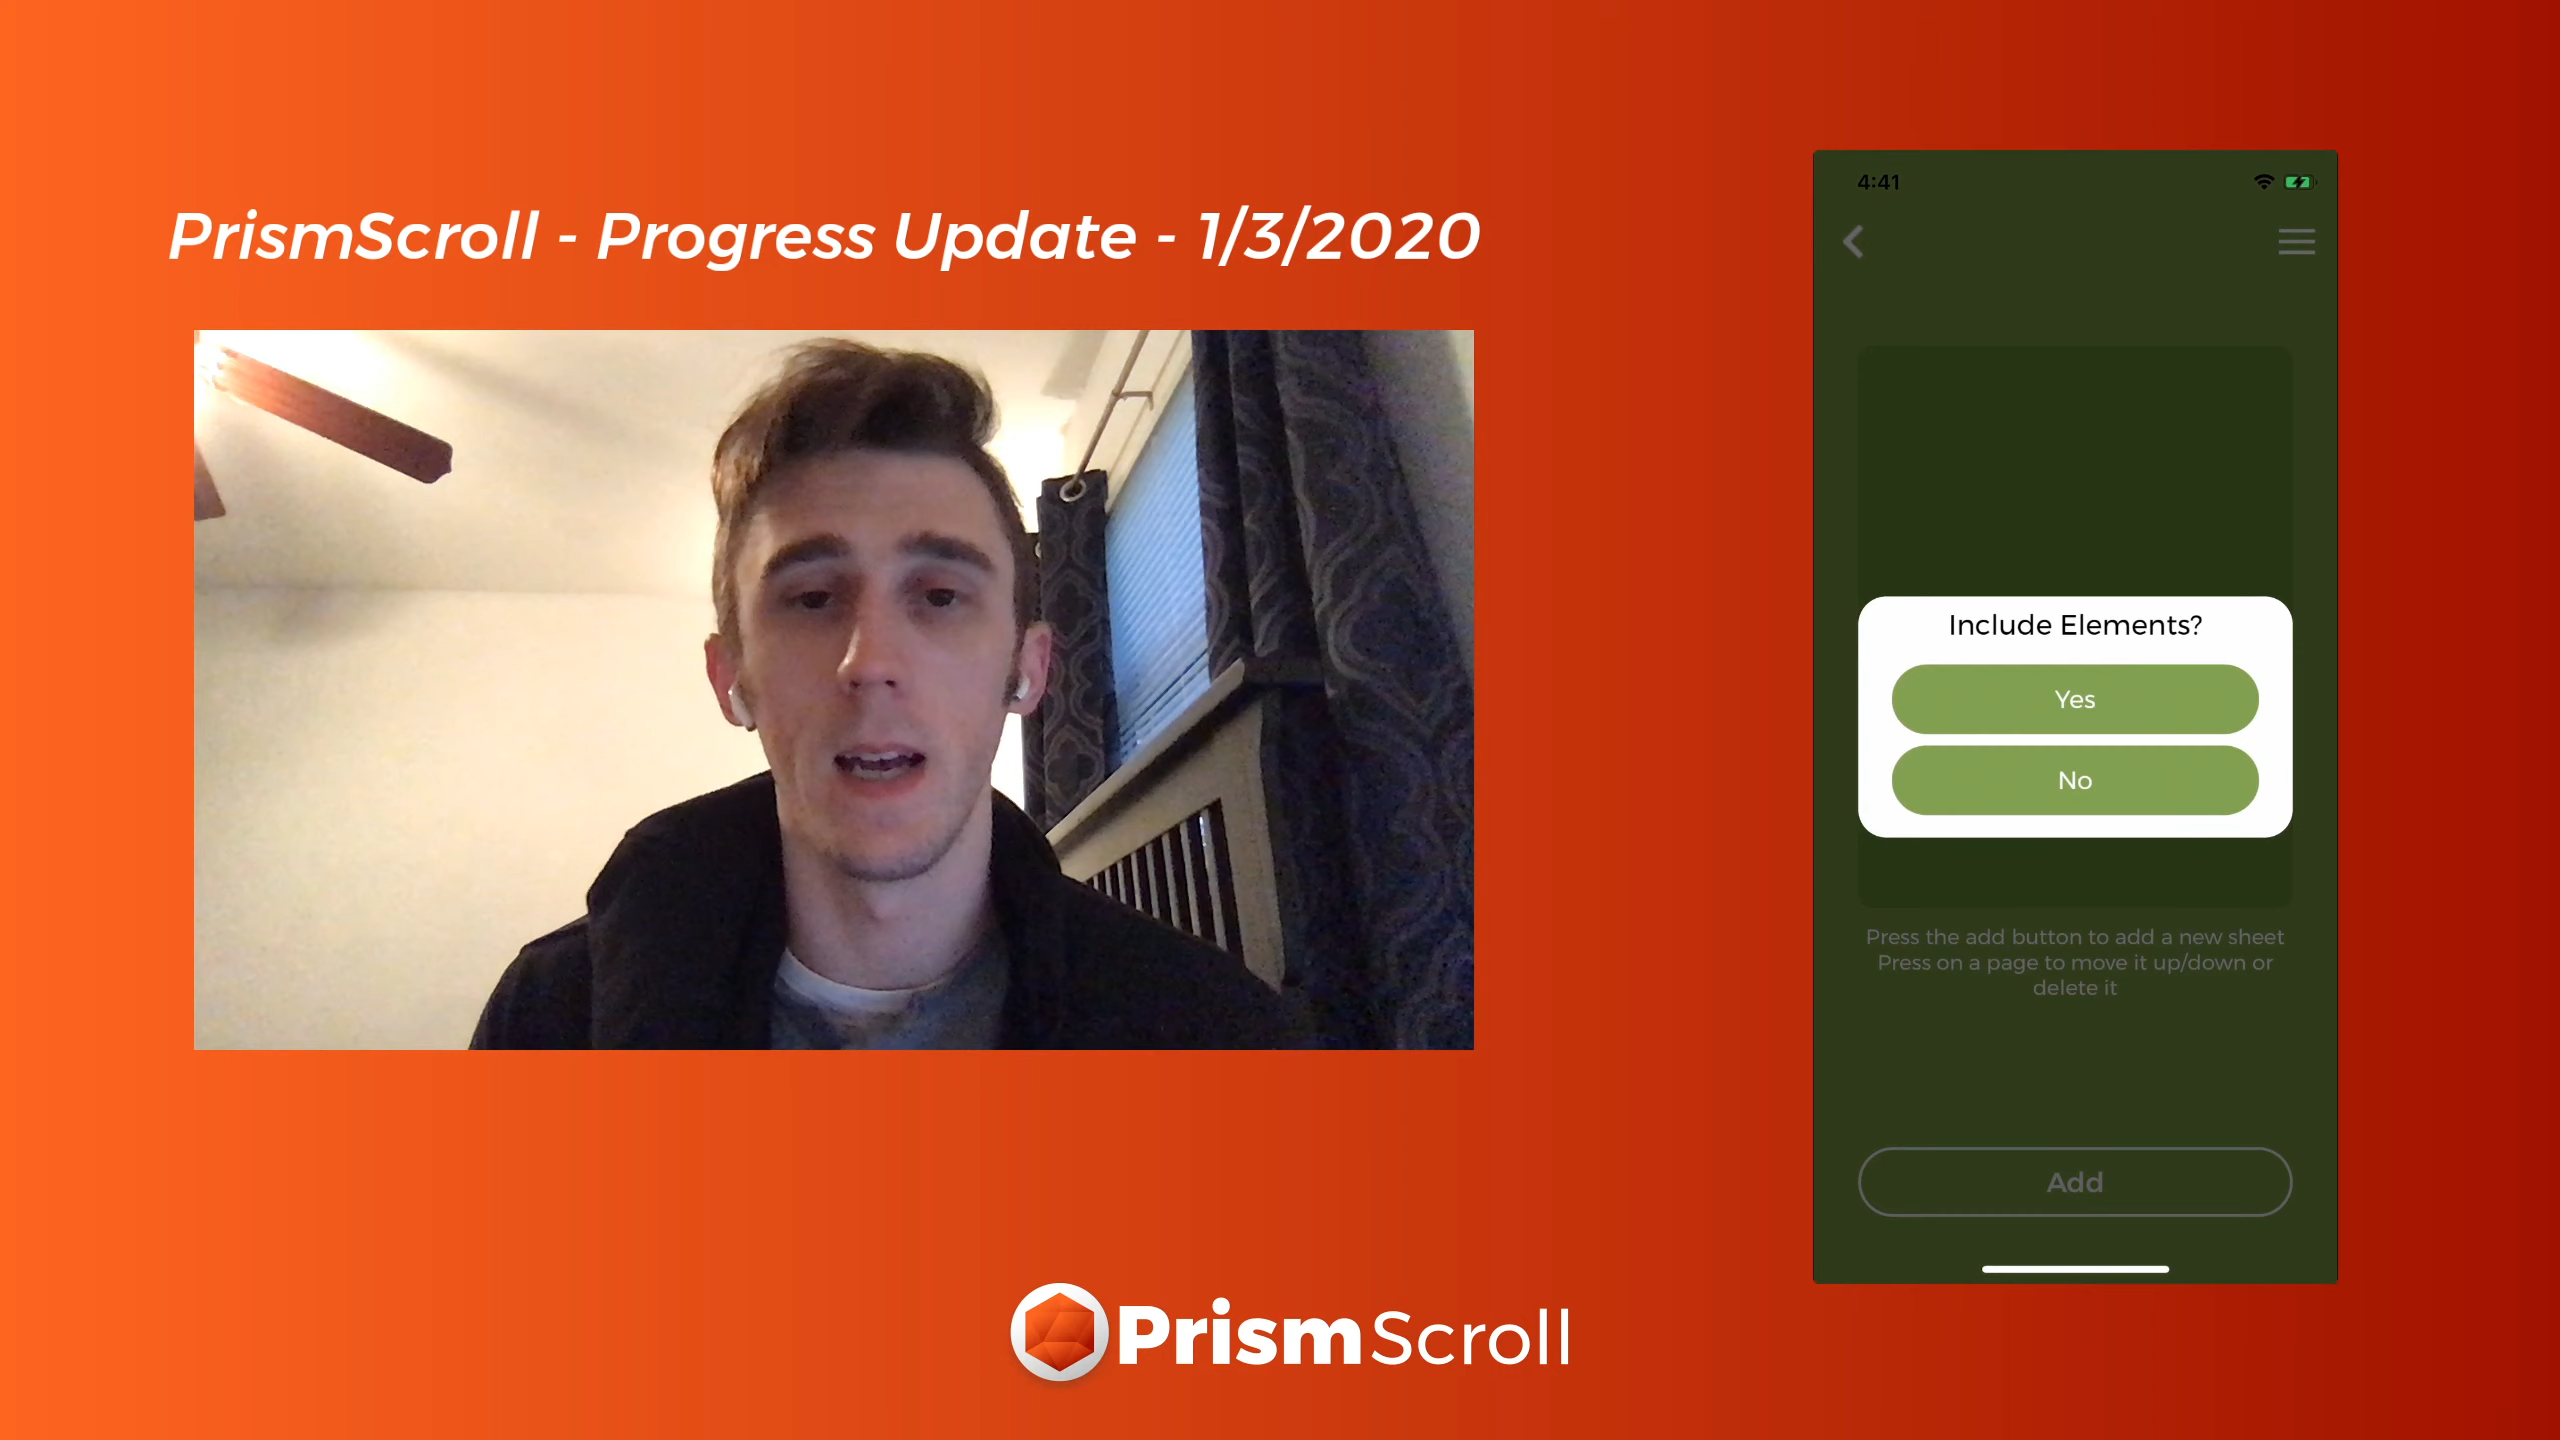 PrismScroll - Progress Update - 1/3/2020
4:41
Include Elements?
Yes
No
Press the add button to add a new sheet
Press on a page to move it up/down or
delete it
Add
PrismScroll